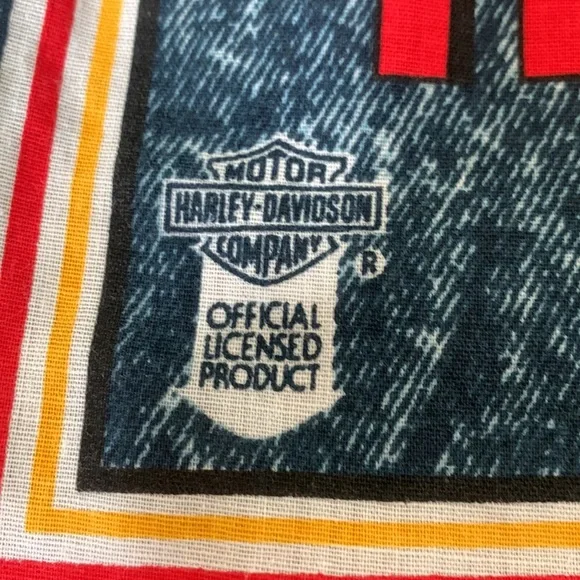 MOTOR
HARLEY-DAVIDSON
COMPANY
®
OFFICIAL
LICENSED
PRODUCT